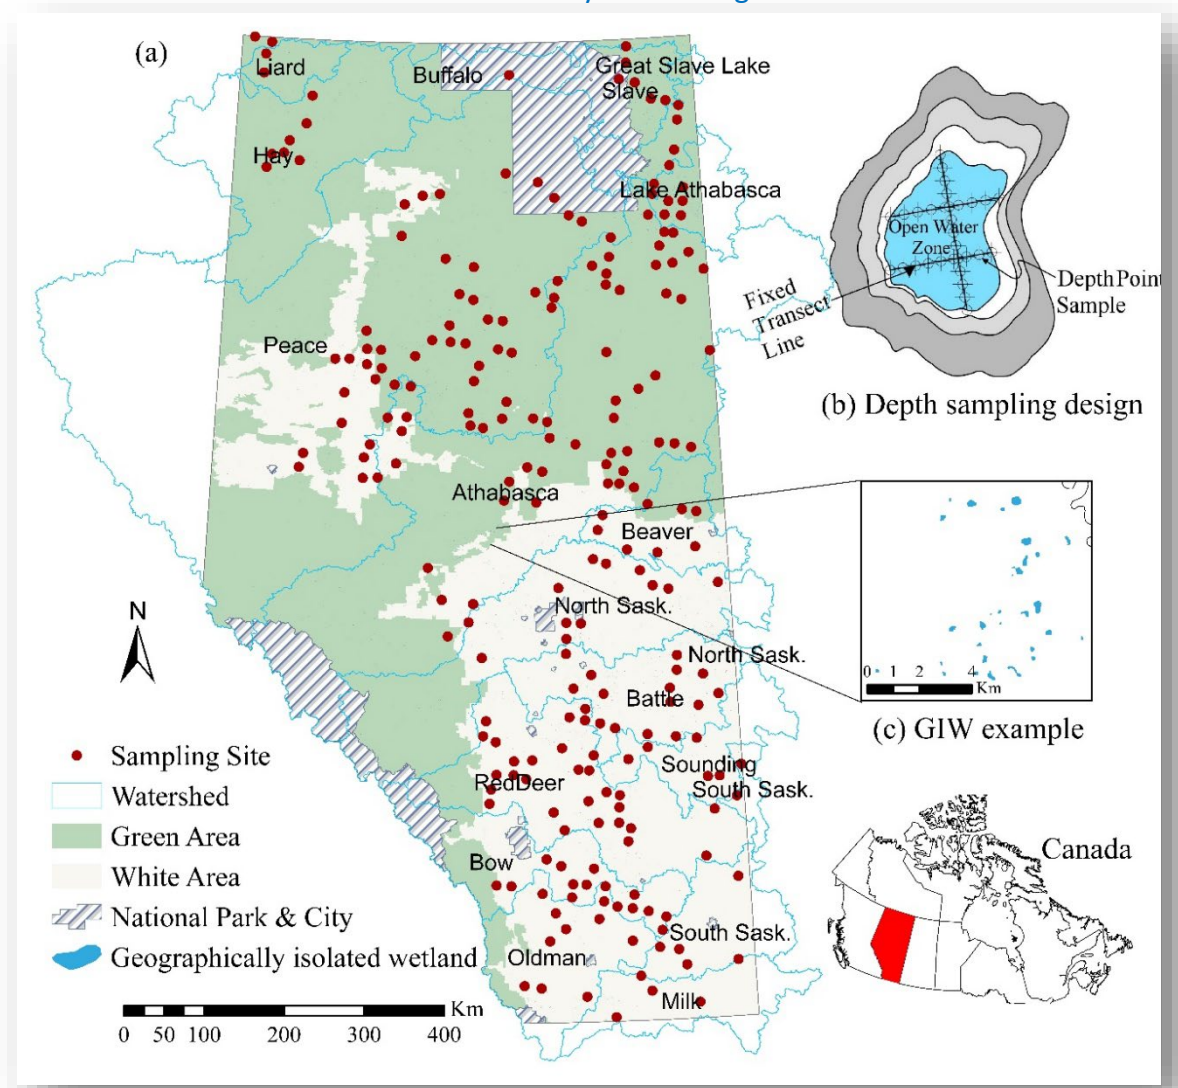 (a)
Liard
Buffalo
Great Slave Lake
Slave
Hay
Lake Athabasca
Peace
Athabasca
Beaver
North Sask.
North Sask.
Battle
Sounding
RedDeer
South Sask.
Bow
South Sask.
Oldman
Milk
N
Sampling Site
Watershed
Green Area
White Area
National Park & City
Geographically isolated wetland
Km
0 50 100 200 300 400
Open Water
Zone
Fixed
Transect
Line
Depth Poin
Sample
(b) Depth sampling design
0 1 2 4
Km
(c) GIW example
Canada